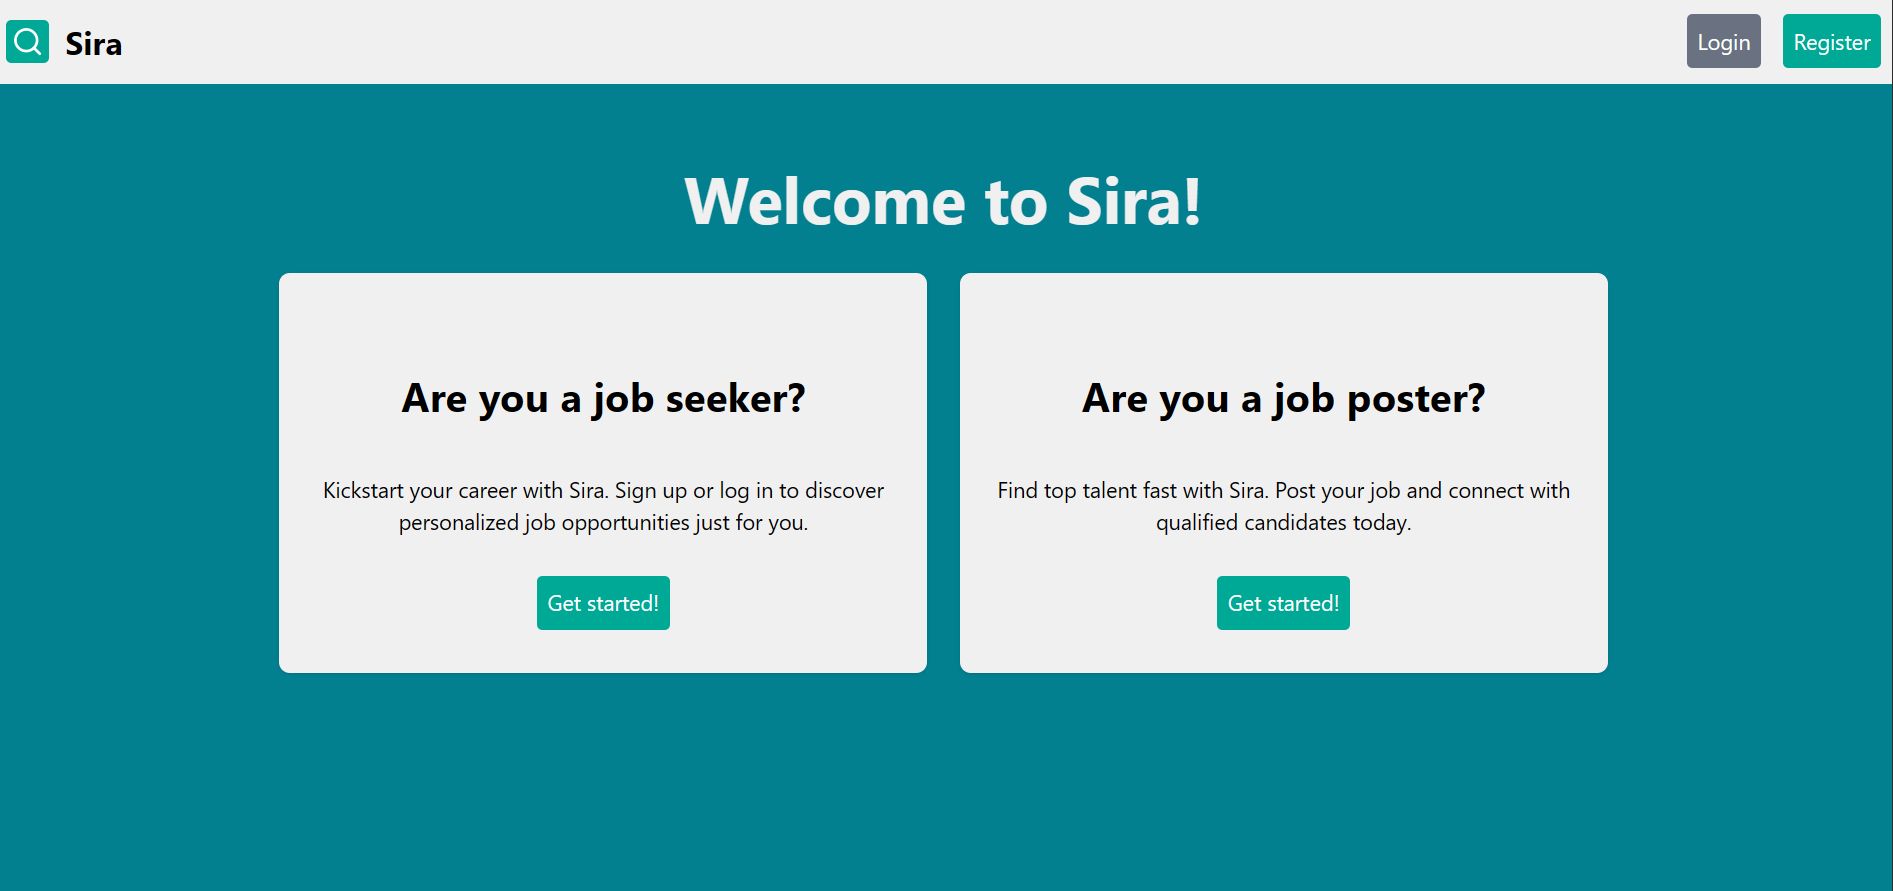 Sira
Login
Register
Welcome to Sira!
Are you a job seeker?
Kickstart your career with Sira. Sign up or log in to discover
personalized job opportunities just for you.
Get started!
Are you a job poster?
Find top talent fast with Sira. Post your job and connect with
qualified candidates today.
Get started!